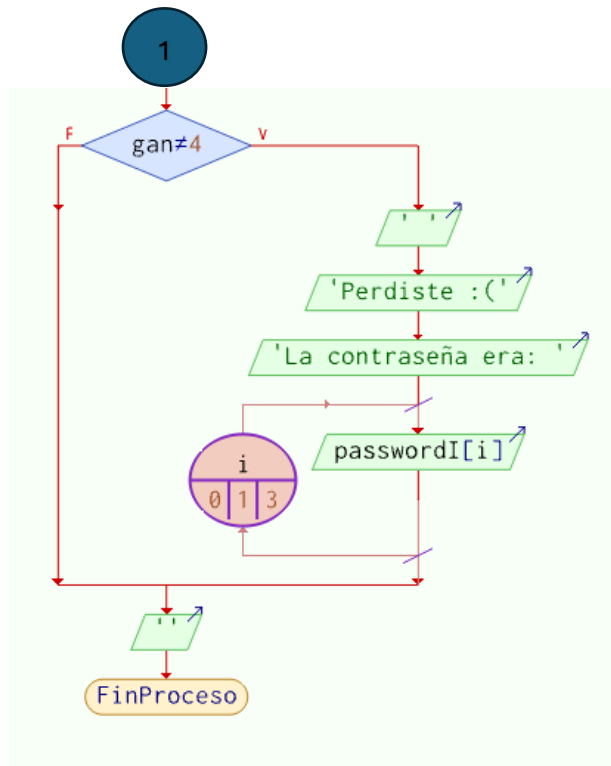 1
F
gan≠4
V
' '
'Perdiste :('
'La contraseña era: '
passwordI[i]
i
0 1 3
''
FinProceso